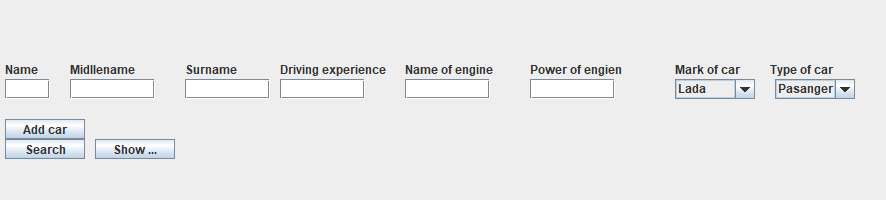 Name Midllename Surname Driving experience Name of engine Power of engien Mark of car Type of car
Lada Pasanger
Add car
Search Show ...